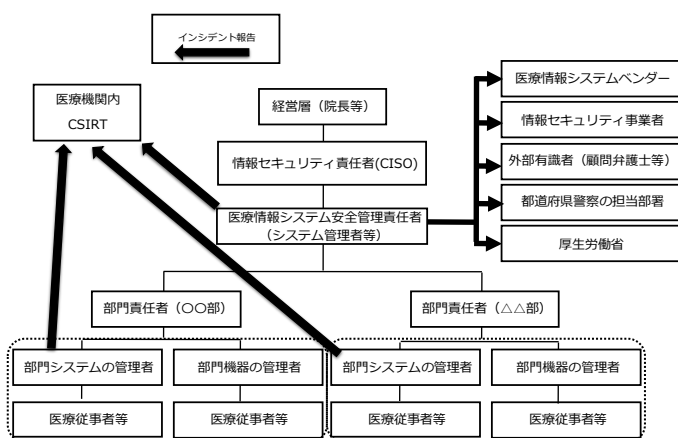 インシデント報告
医療機関内
CSIRT
経営層（院長等）
情報セキュリティ責任者(CISO)
医療情報システム安全管理責任者
（システム管理者等）
医療情報システムベンダー
情報セキュリティ事業者
外部有識者（顧問弁護士等）
都道府県警察の担当部署
厚生労働省
部門責任者（〇〇部）
部門責任者（△△部）
部門システムの管理者
部門機器の管理者
部門システムの管理者
部門機器の管理者
医療従事者等
医療従事者等
医療従事者等
医療従事者等